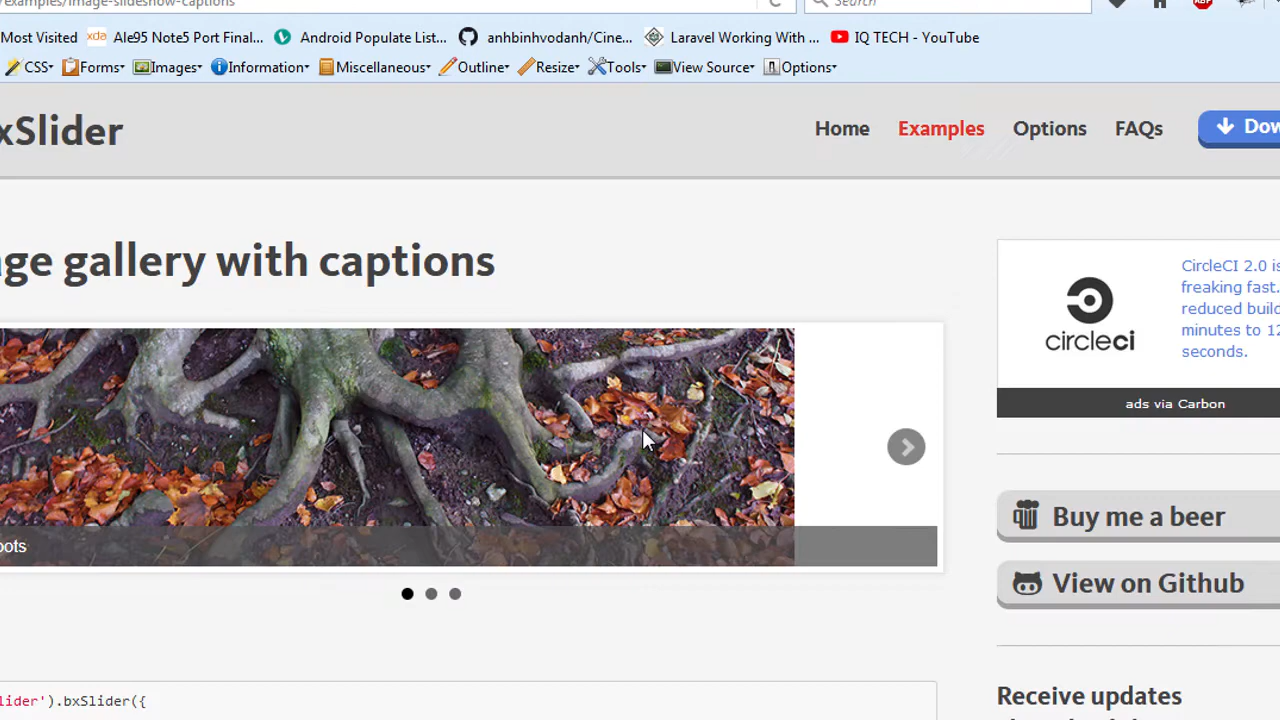 /examples/image-slideshow-captions
Search
Most Visited Ale95 Note5 Port Final... Android Populate List... anhbinhvodanh/Cine... Laravel Working With ... IQ TECH - YouTube
CSS Forms Images Information Miscellaneous Outline Resize Tools View Source Options
xSlider
Home Examples Options FAQs Dow
age gallery with captions
CircleCI 2.0 is
freaking fast.
reduced build
minutes to 12
seconds.
circleci
ads via Carbon
oots
Buy me a beer
View on Github
lider').bxSlider({
Receive updates